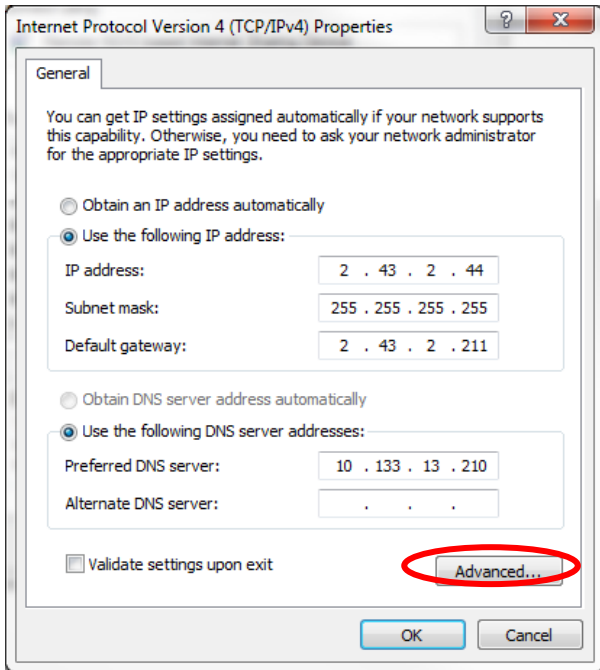 Internet Protocol Version 4 (TCP/IPv4) Properties
? X
General
You can get IP settings assigned automatically if your network supports
this capability. Otherwise, you need to ask your network administrator
for the appropriate IP settings.
Obtain an IP address automatically
Use the following IP address:
IP address: 2 . 43 . 2 . 44
Subnet mask: 255 . 255 . 255 . 255
Default gateway: 2 . 43 . 2 . 211
Obtain DNS server address automatically
Use the following DNS server addresses:
Preferred DNS server: 10 . 133 . 13 . 210
Alternate DNS server: . . .
Validate settings upon exit
Advanced...
OK Cancel